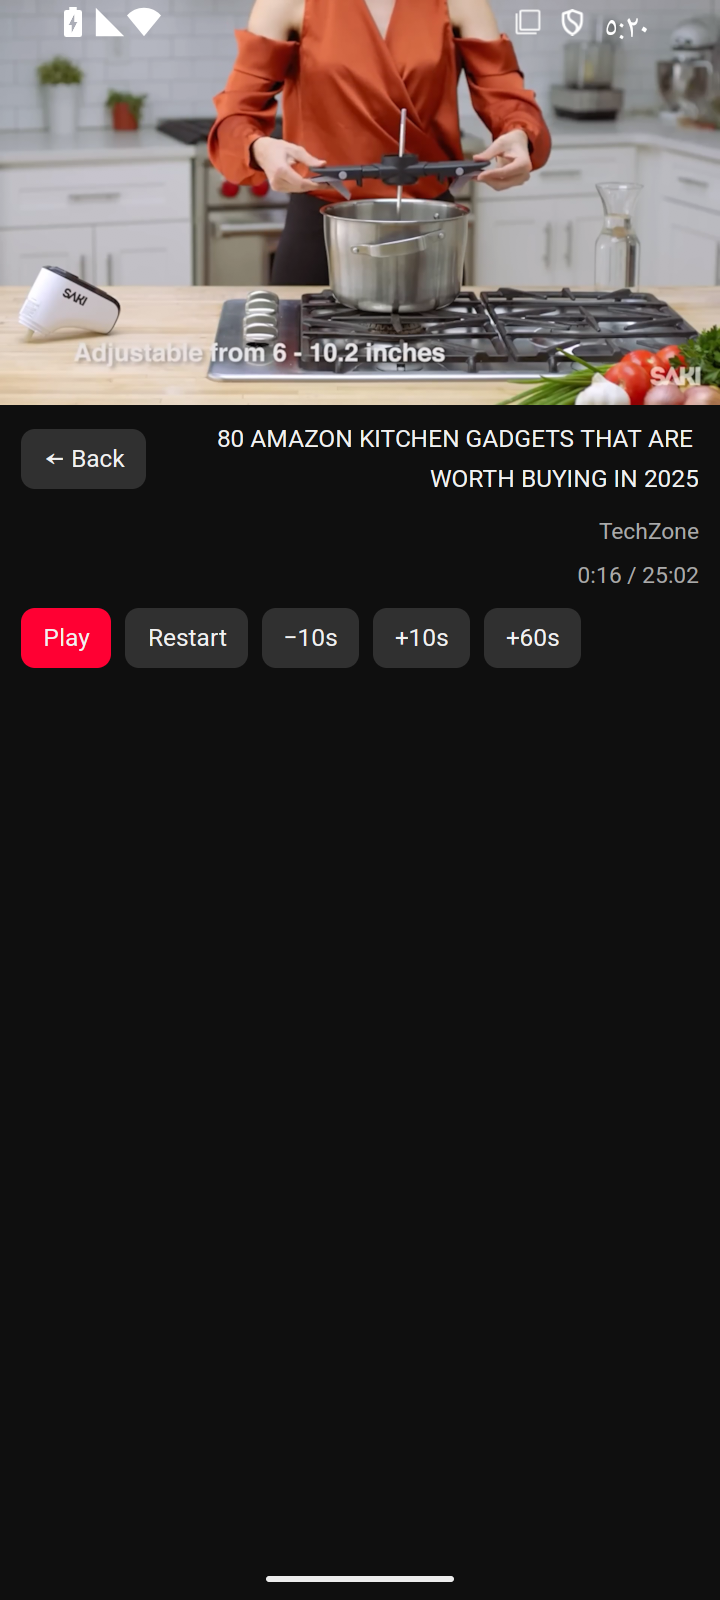 ٥:٢٠
SAKI
Adjustable from 6 - 10.2 inches
SAKI
← Back
80 AMAZON KITCHEN GADGETS THAT ARE
WORTH BUYING IN 2025
TechZone
0:16 / 25:02
Play Restart −10s +10s +60s